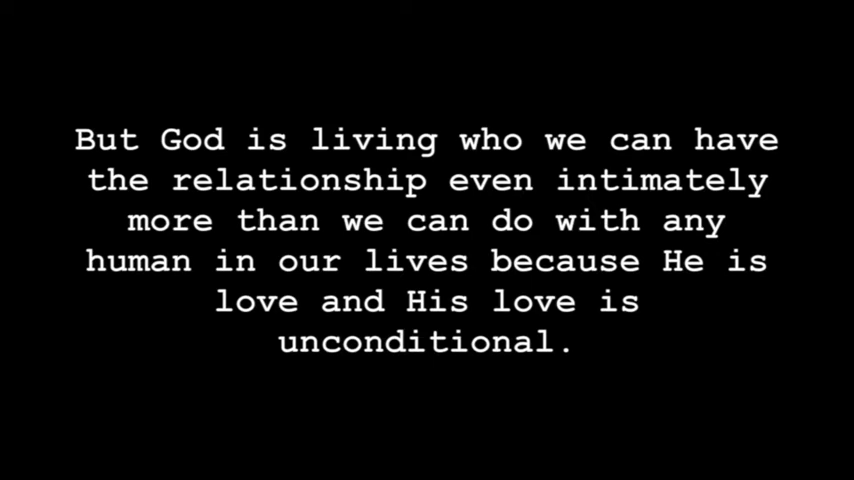 But God is living who we can have
the relationship even intimately
more than we can do with any
human in our lives because He is
love and His love is
unconditional.